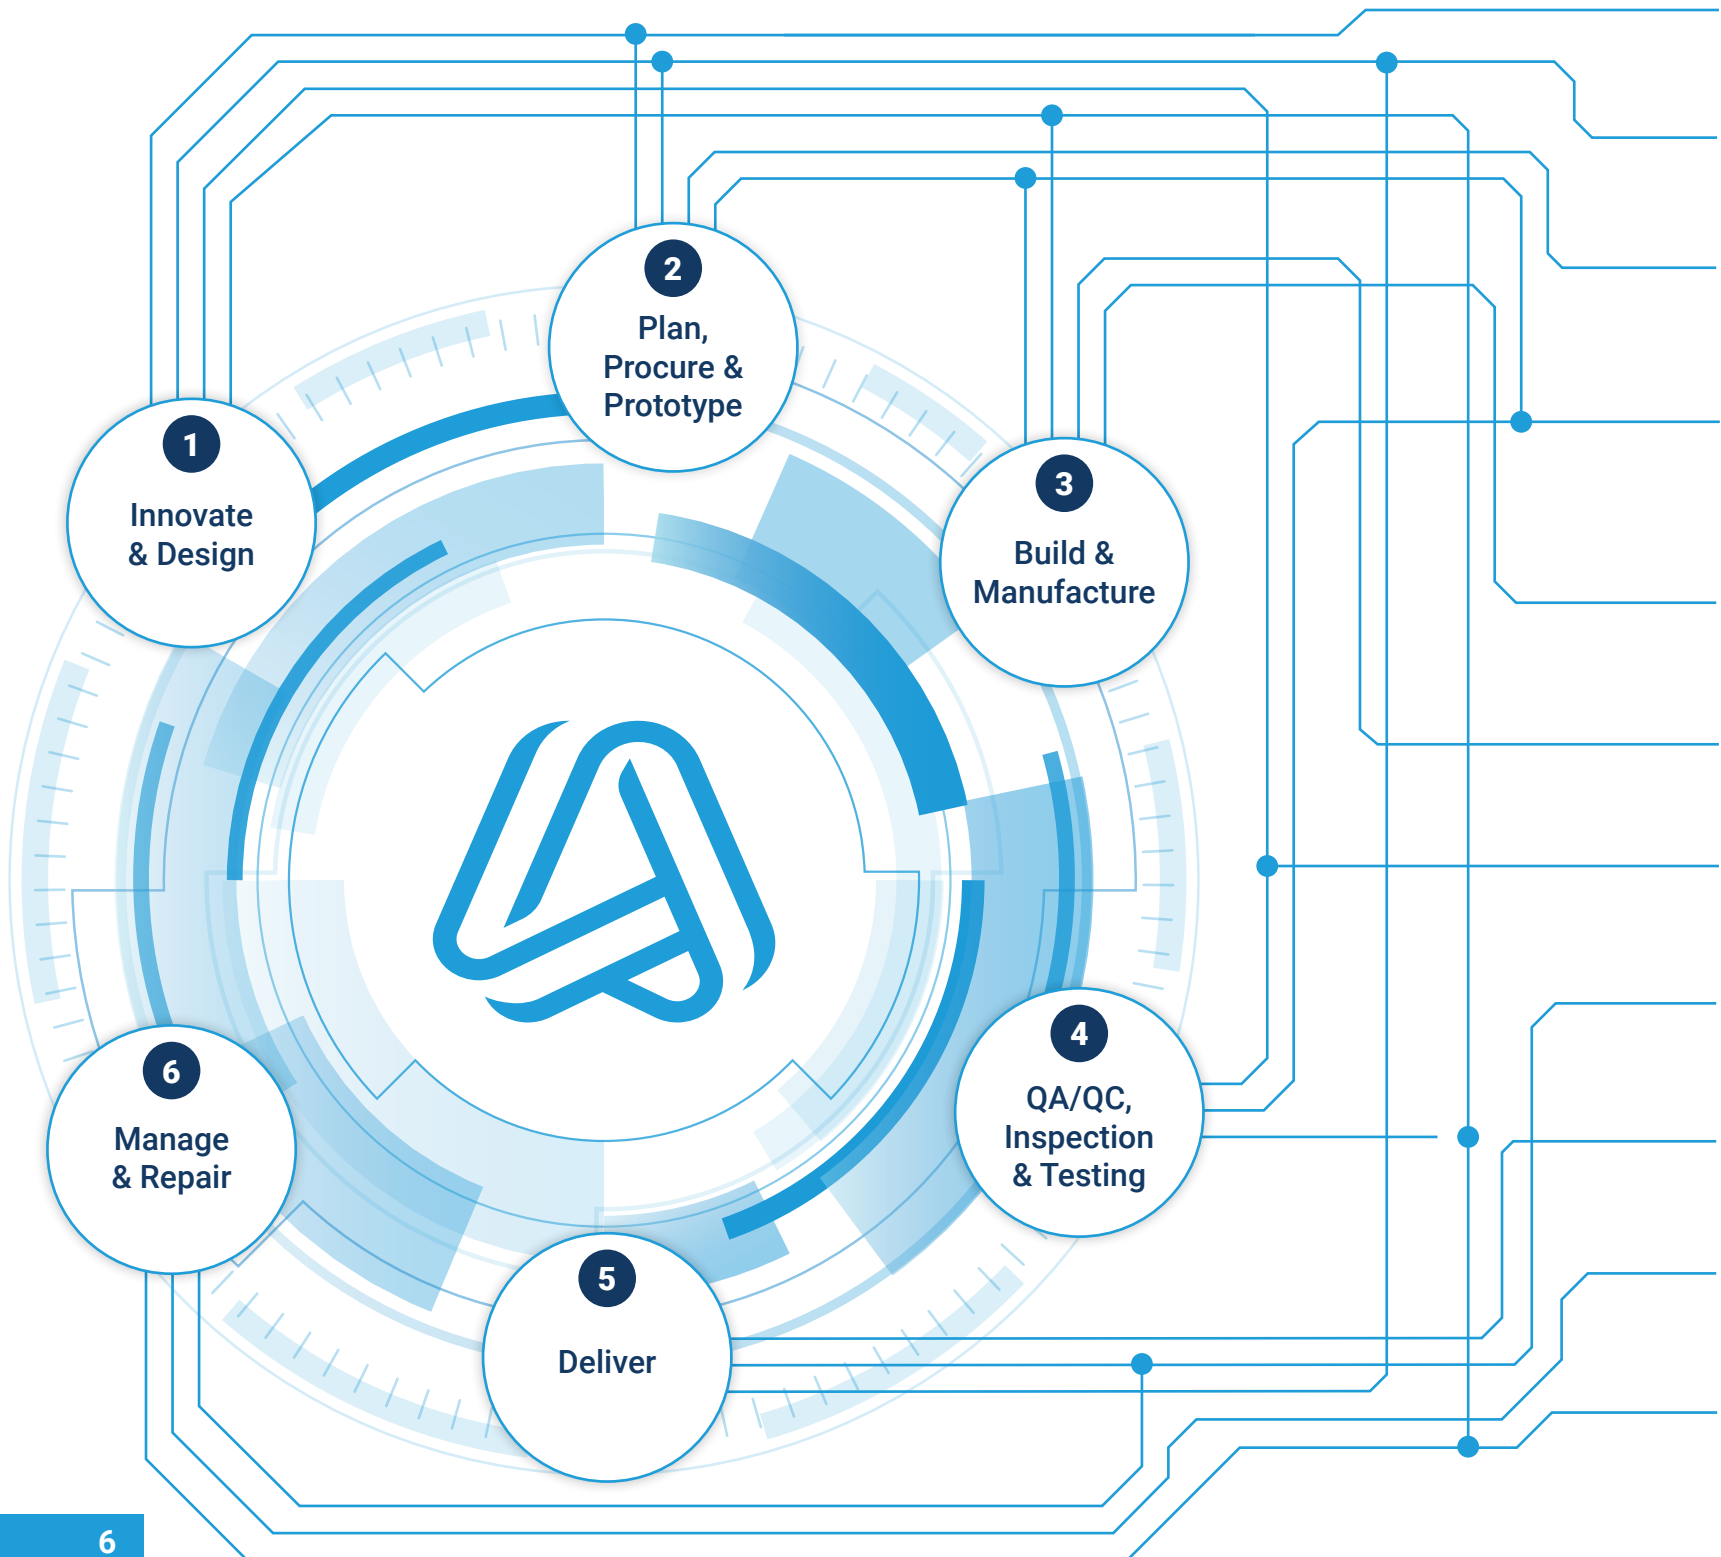 1
Innovate
& Design
2
Plan,
Procure &
Prototype
3
Build &
Manufacture
4
QA/QC,
Inspection
& Testing
5
Deliver
6
Manage
& Repair
6